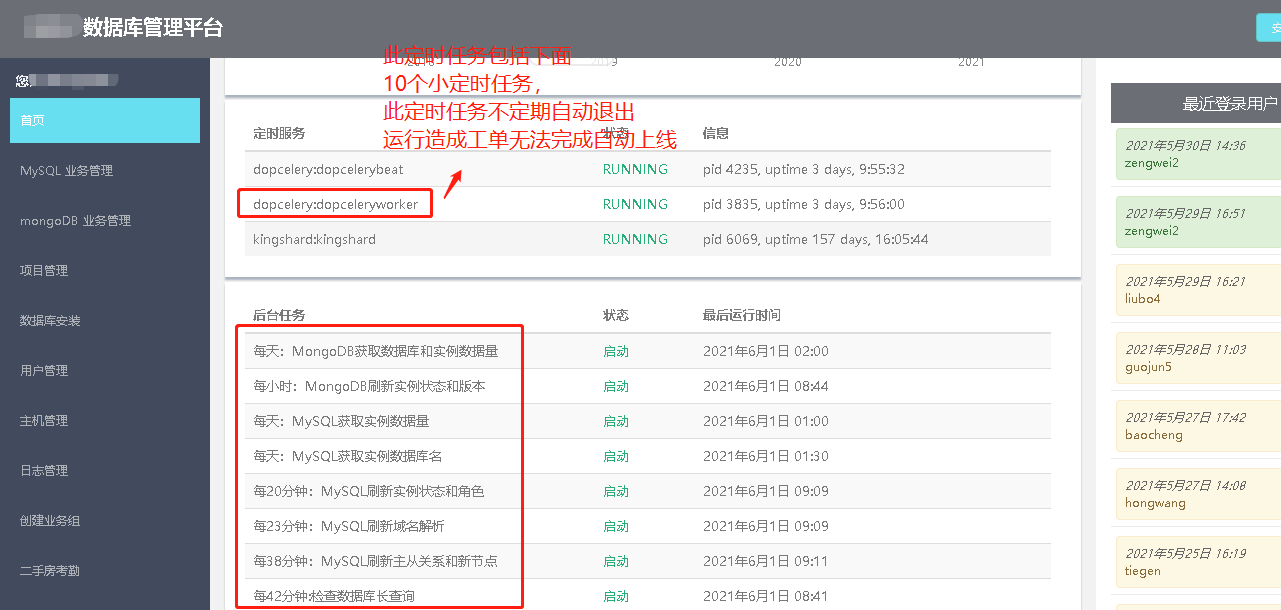 数据库管理平台
您
首页
MySQL 业务管理
mongoDB 业务管理
项目管理
数据库安装
用户管理
主机管理
日志管理
创建业务组
二手房考勤
此定时任务包括下面
10个小定时任务，
此定时任务不定期自动退出
运行造成工单无法完成自动上线
2018 2019 2020 2021
定时服务 状态 信息
dopcelery:dopcelerybeat RUNNING pid 4235, uptime 3 days, 9:55:32
dopcelery:dopceleryworker RUNNING pid 3835, uptime 3 days, 9:56:00
kingshard:kingshard RUNNING pid 6069, uptime 157 days, 16:05:44
后台任务 状态 最后运行时间
每天：MongoDB获取数据库和实例数据量 启动 2021年6月1日 02:00
每小时：MongoDB刷新实例状态和版本 启动 2021年6月1日 08:44
每天：MySQL获取实例数据量 启动 2021年6月1日 01:00
每天：MySQL获取实例数据库名 启动 2021年6月1日 01:30
每20分钟：MySQL刷新实例状态和角色 启动 2021年6月1日 09:09
每23分钟：MySQL刷新域名解析 启动 2021年6月1日 09:09
每38分钟：MySQL刷新主从关系和新节点 启动 2021年6月1日 09:11
每42分钟:检查数据库长查询 启动 2021年6月1日 08:41
最近登录用户
2021年5月30日 14:36
zengwei2
2021年5月29日 16:51
zengwei2
2021年5月29日 16:21
liubo4
2021年5月28日 11:03
guojun5
2021年5月27日 17:42
baocheng
2021年5月27日 14:08
hongwang
2021年5月25日 16:19
tiegen